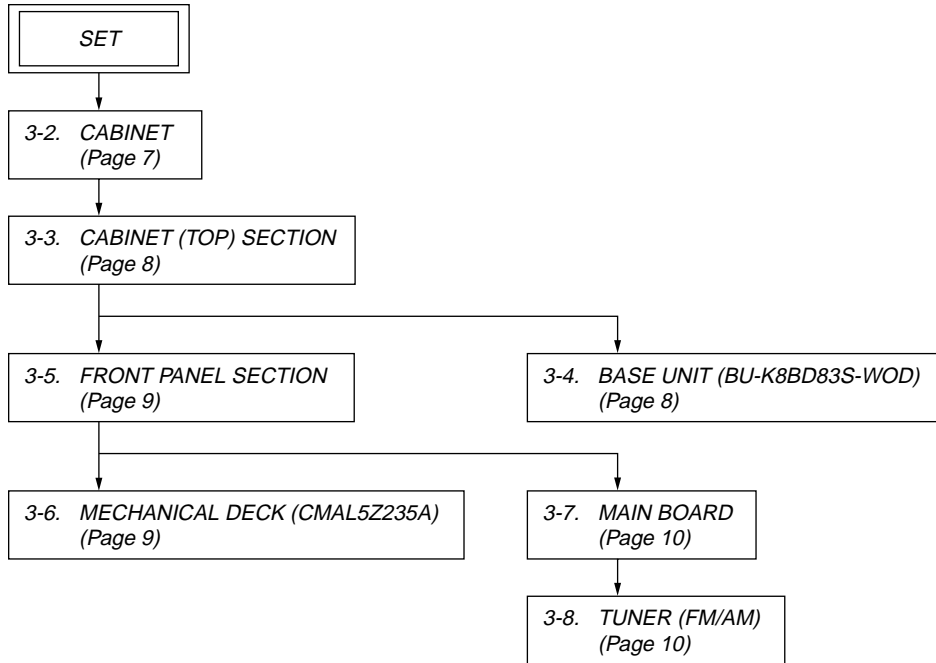 SET
3-2. CABINET
(Page 7)
3-3. CABINET (TOP) SECTION
(Page 8)
3-5. FRONT PANEL SECTION
(Page 9)
3-4. BASE UNIT (BU-K8BD83S-WOD)
(Page 8)
3-6. MECHANICAL DECK (CMAL5Z235A)
(Page 9)
3-7. MAIN BOARD
(Page 10)
3-8. TUNER (FM/AM)
(Page 10)